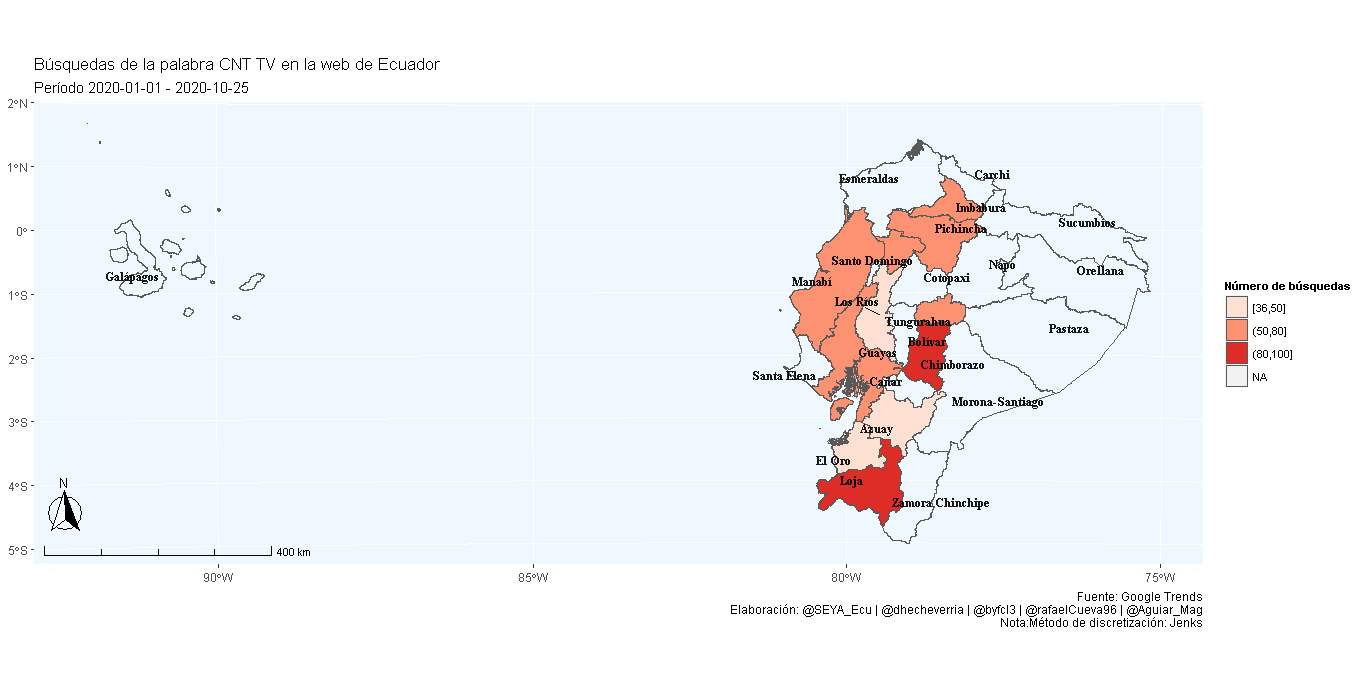 Búsquedas de la palabra CNT TV en la web de Ecuador
Período 2020-01-01 - 2020-10-25
2°N
1°N
0°
1°S
2°S
3°S
4°S
5°S
Esmeraldas
Carchi
Imbabura
Sucumbios
Pichincha
Santo Domingo
Napo
Orellana
Galápagos
Manabí
Cotopaxi
Los Ríos
Tungurahua
Pastaza
Bolívar
Guayas
Chimborazo
Santa Elena
Cañar
Morona-Santiago
Azuay
El Oro
Loja
Zamora Chinchipe
N
400 km
90°W
85°W
80°W
75°W
Número de búsquedas
[36,50]
(50,80]
(80,100]
NA
Fuente: Google Trends
Elaboración: @SEYA_Ecu | @dhecheverria | @byfcl3 | @rafaelCueva96 | @Aguiar_Mag
Nota:Método de discretización: Jenks